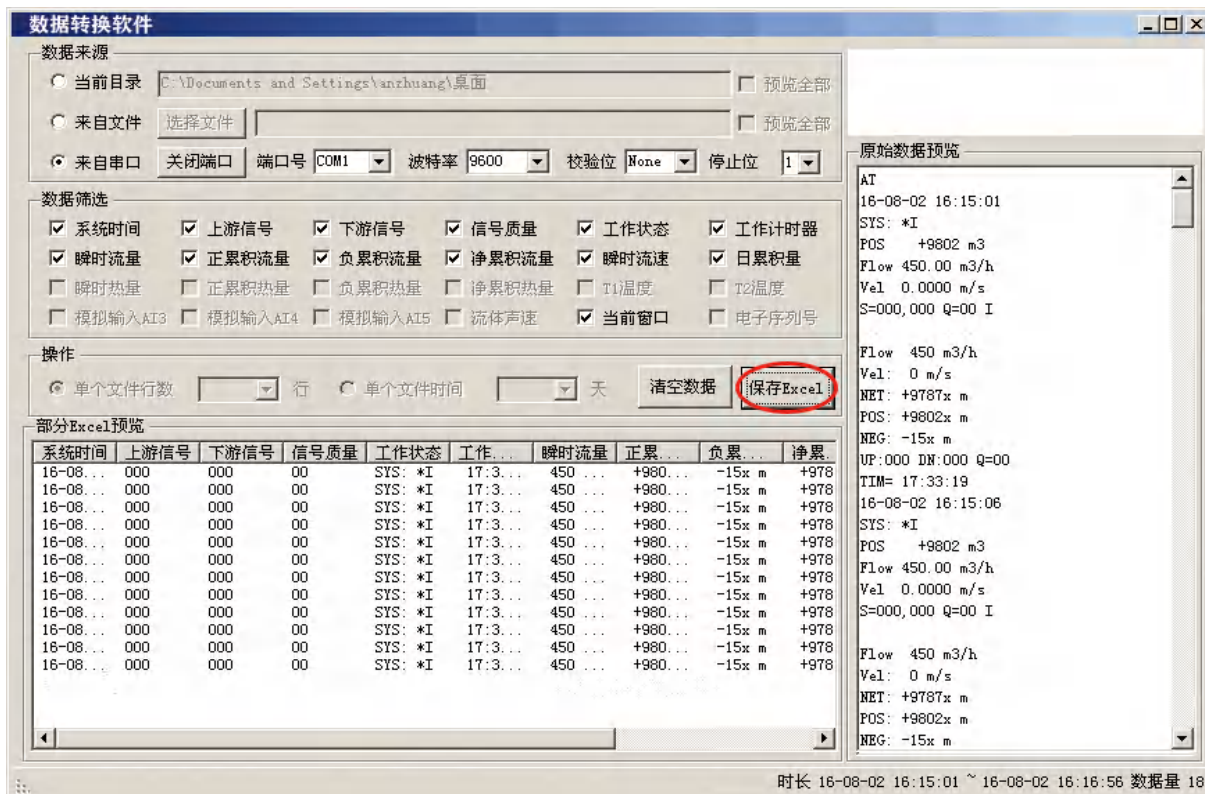 数据转换软件
数据来源
当前目录 C:\Documents and Settings\anzhuang\桌面 预览全部
来自文件 选择文件 预览全部
来自串口 关闭端口 端口号 COM1 波特率 9600 校验位 None 停止位 1
数据筛选
系统时间 上游信号 下游信号 信号质量 工作状态 工作计时器
瞬时流量 正累积流量 负累积流量 净累积流量 瞬时流速 日累积量
瞬时热量 正累积热量 负累积热量 净累积热量 T1温度 T2温度
模拟输入AI3 模拟输入AI4 模拟输入AI5 流体声速 当前窗口 电子序列号
操作
单个文件行数 行 单个文件时间 天 清空数据 保存Excel
部分Excel预览
系统时间 上游信号 下游信号 信号质量 工作状态 工作... 瞬时流量 正累... 负累... 净累.
16-08... 000 000 00 SYS: *I 17:3... 450 ... +980... -15x m +978
16-08... 000 000 00 SYS: *I 17:3... 450 ... +980... -15x m +978
16-08... 000 000 00 SYS: *I 17:3... 450 ... +980... -15x m +978
16-08... 000 000 00 SYS: *I 17:3... 450 ... +980... -15x m +978
16-08... 000 000 00 SYS: *I 17:3... 450 ... +980... -15x m +978
16-08... 000 000 00 SYS: *I 17:3... 450 ... +980... -15x m +978
16-08... 000 000 00 SYS: *I 17:3... 450 ... +980... -15x m +978
16-08... 000 000 00 SYS: *I 17:3... 450 ... +980... -15x m +978
16-08... 000 000 00 SYS: *I 17:3... 450 ... +980... -15x m +978
16-08... 000 000 00 SYS: *I 17:3... 450 ... +980... -15x m +978
16-08... 000 000 00 SYS: *I 17:3... 450 ... +980... -15x m +978
16-08... 000 000 00 SYS: *I 17:3... 450 ... +980... -15x m +978
原始数据预览
AT
16-08-02 16:15:01
SYS: *I
POS +9802 m3
Flow 450.00 m3/h
Vel 0.0000 m/s
S=000,000 Q=00 I
Flow 450 m3/h
Vel: 0 m/s
NET: +9787x m
POS: +9802x m
NEG: -15x m
UP:000 DN:000 Q=00
TIM= 17:33:19
16-08-02 16:15:06
SYS: *I
POS +9802 m3
Flow 450.00 m3/h
Vel 0.0000 m/s
S=000,000 Q=00 I
Flow 450 m3/h
Vel: 0 m/s
NET: +9787x m
POS: +9802x m
NEG: -15x m
时长 16-08-02 16:15:01 ~ 16-08-02 16:16:56 数据量 18